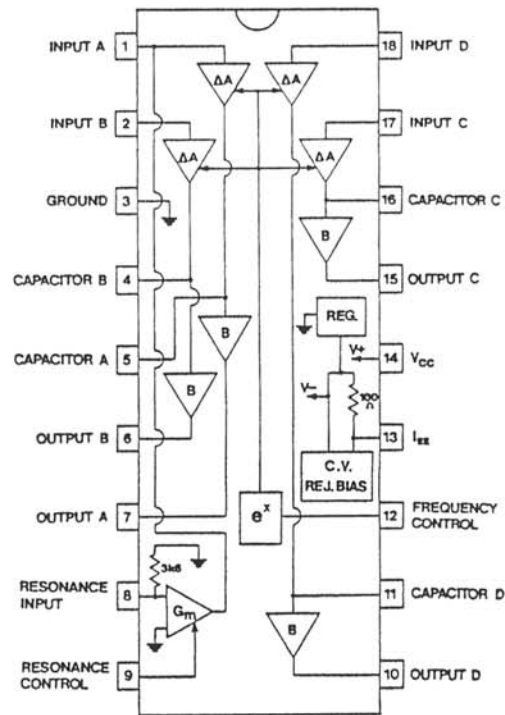 INPUT A 1
18 INPUT D
ΔA ΔA
INPUT B 2
17 INPUT C
ΔA ΔA
GROUND 3
16 CAPACITOR C
B
CAPACITOR B 4
15 OUTPUT C
REG.
B
CAPACITOR A 5
V+
14 VCC
B
V-
100 Ω
OUTPUT B 6
13 IEE
C.V.
REJ. BIAS
OUTPUT A 7
eˣ
12 FREQUENCY
CONTROL
3k6
RESONANCE
INPUT 8
Gm
11 CAPACITOR D
B
RESONANCE
CONTROL 9
10 OUTPUT D